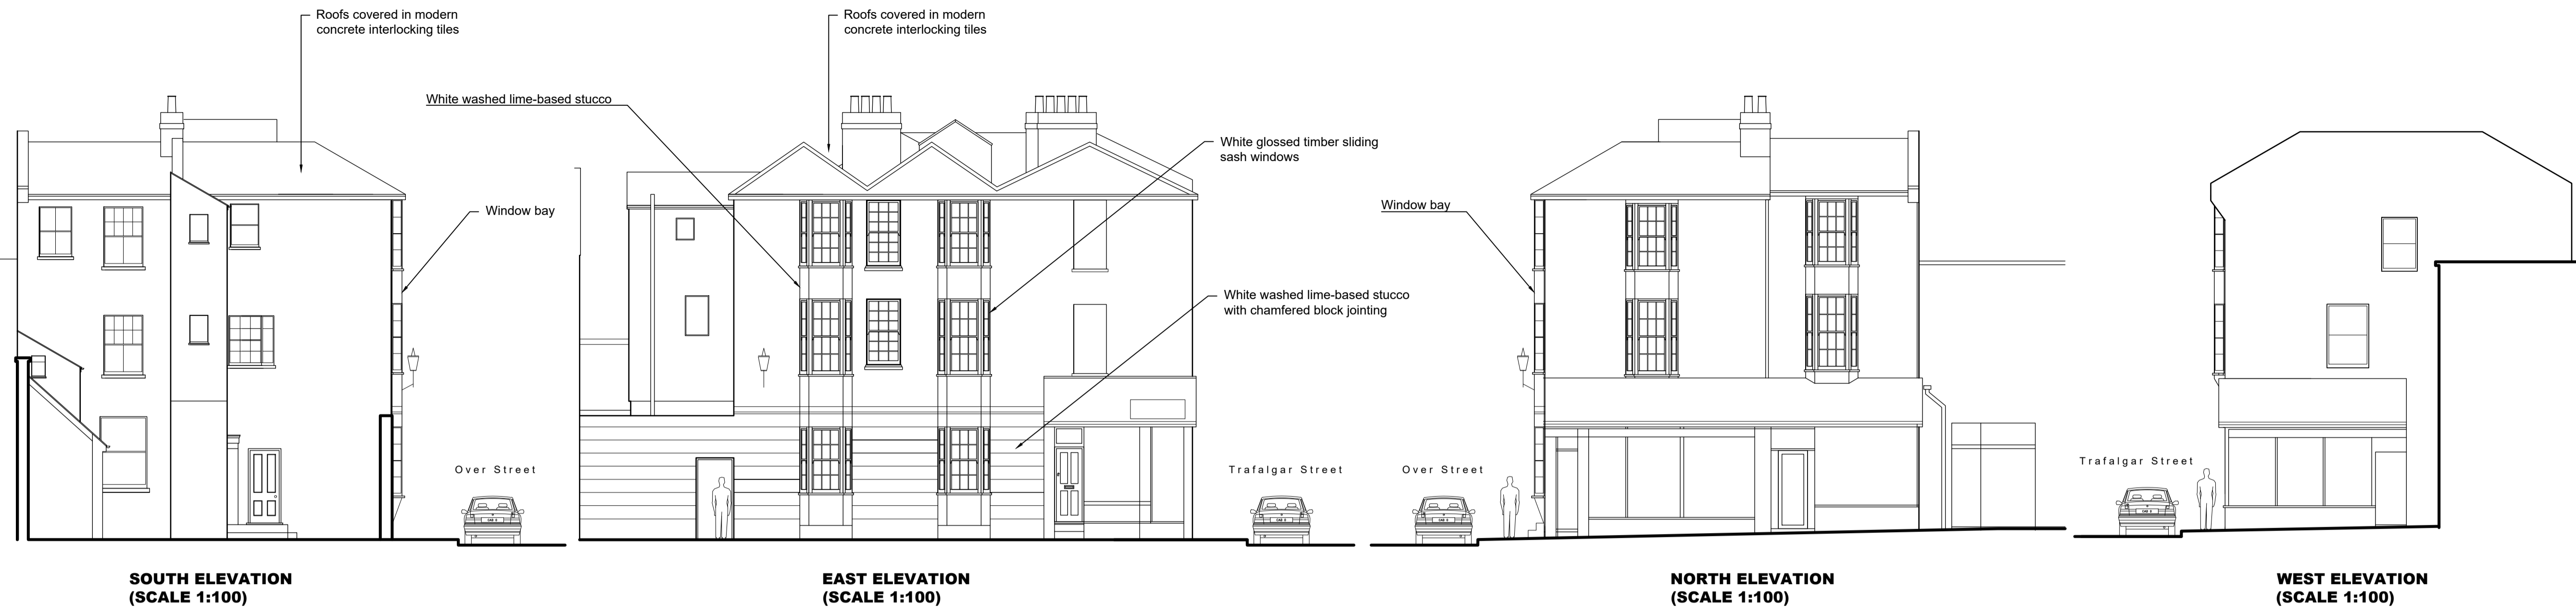 Roofs covered in modern
concrete interlocking tiles
Roofs covered in modern
concrete interlocking tiles
White washed lime-based stucco
White glossed timber sliding
sash windows
Window bay
Window bay
White washed lime-based stucco
with chamfered block jointing
Over Street
Trafalgar Street
Over Street
Trafalgar Street
SOUTH ELEVATION
(SCALE 1:100)
EAST ELEVATION
(SCALE 1:100)
NORTH ELEVATION
(SCALE 1:100)
WEST ELEVATION
(SCALE 1:100)